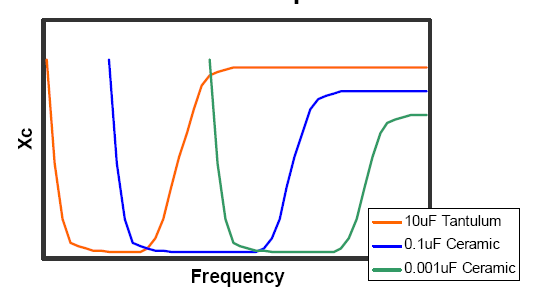 Xc
10uF Tantulum
0.1uF Ceramic
0.001uF Ceramic
Frequency